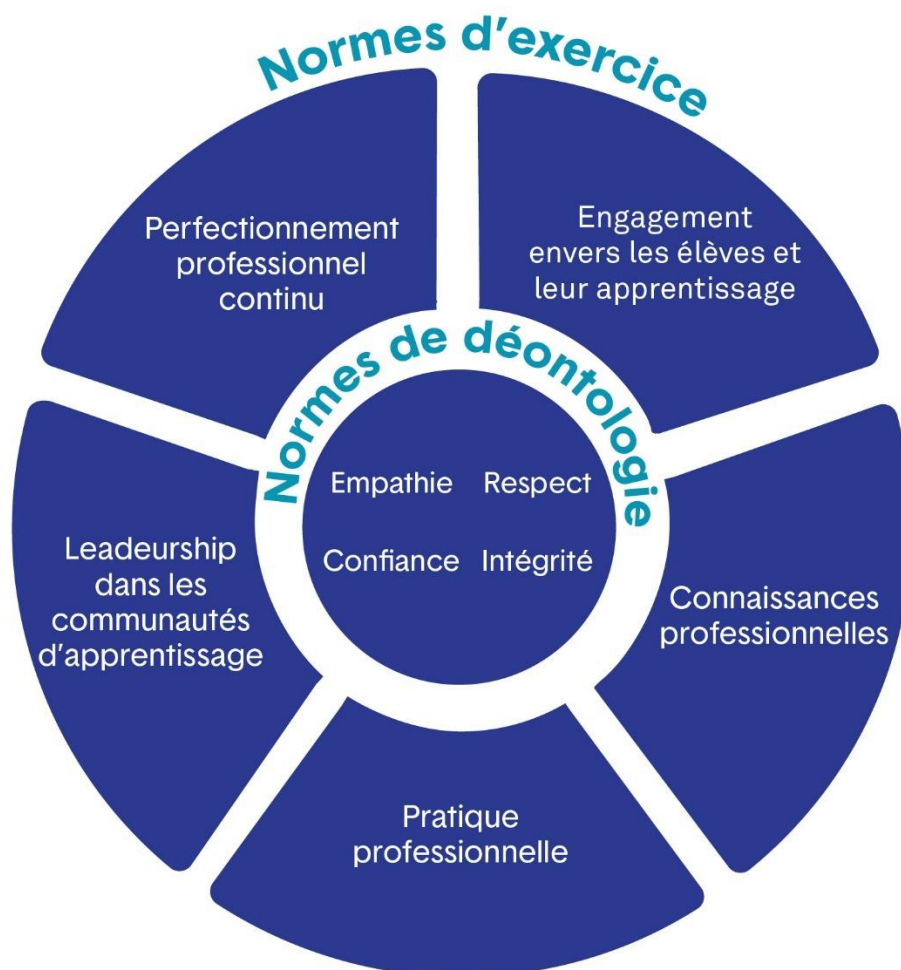 Normes d'exercice
Perfectionnement
professionnel
continu
Engagement
envers les élèves et
leur apprentissage
Normes de déontologie
Empathie Respect
Confiance Intégrité
Leadeurship
dans les
communautés
d'apprentissage
Connaissances
professionnelles
Pratique
professionnelle